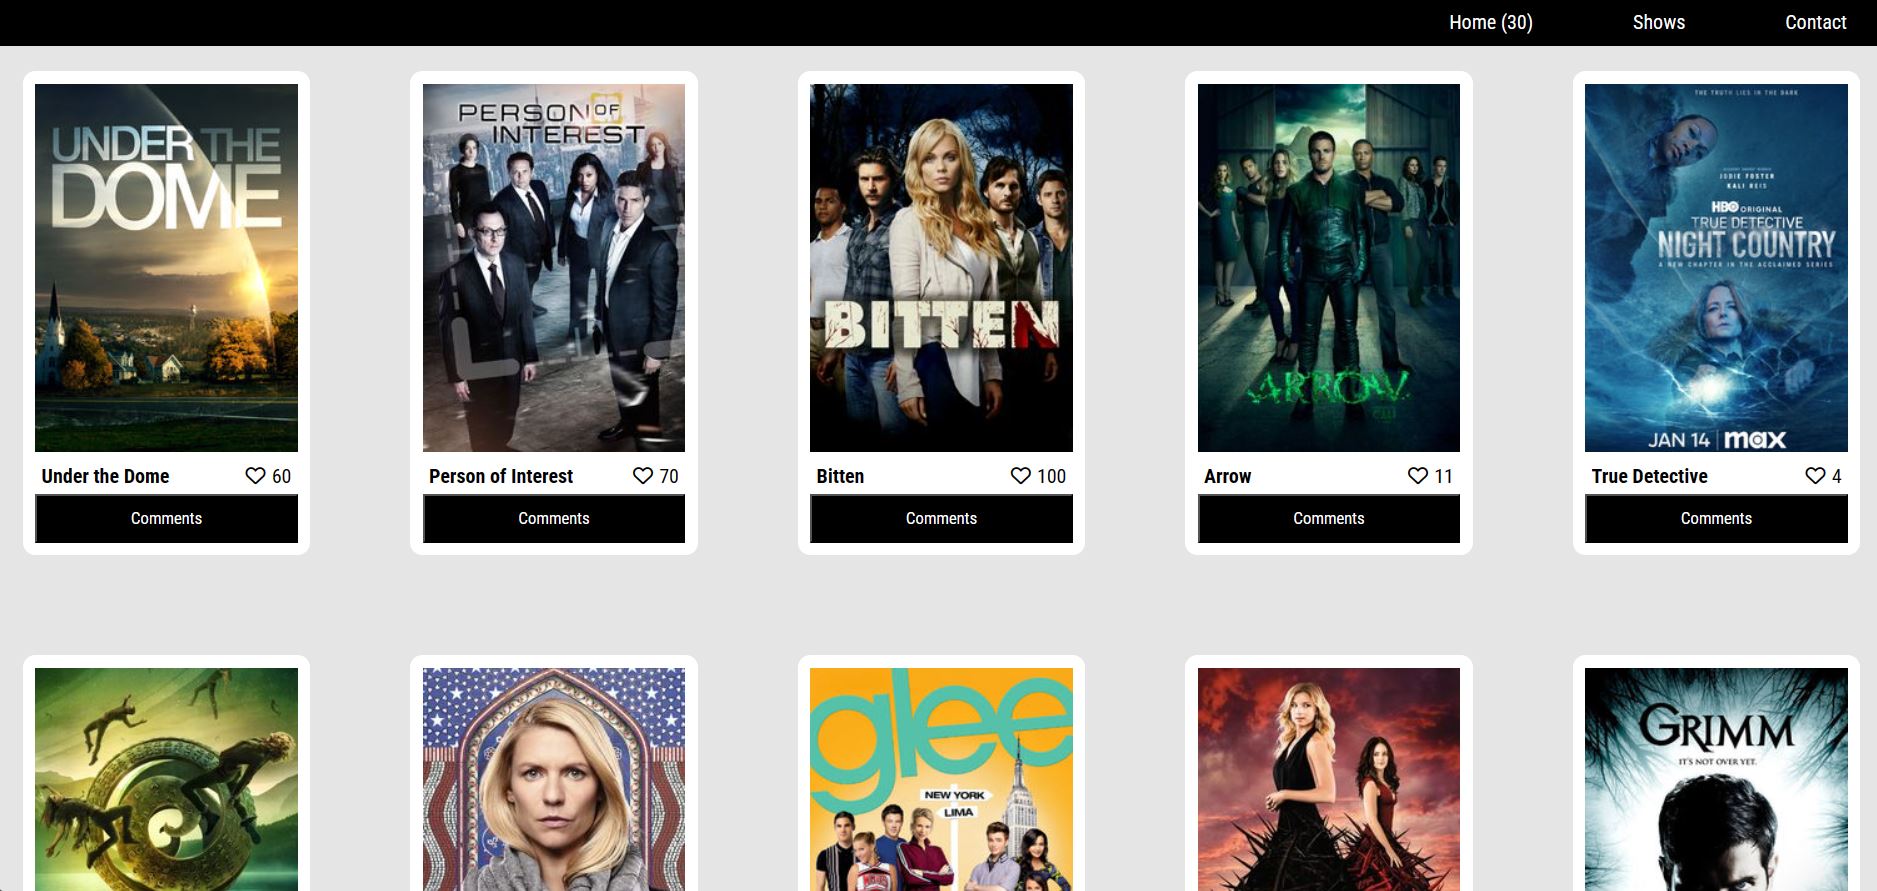 Home (30)
Shows
Contact
UNDER THE
DOME
PERSON OF
INTEREST
BITTEN
ARROW
THE TRUTH LIES IN THE DARK
JODIE FOSTER
KALI REIS
HBO ORIGINAL
TRUE DETECTIVE
NIGHT COUNTRY
A NEW CHAPTER IN THE ACCLAIMED SERIES
JAN 14 | max
Under the Dome 60
Person of Interest 70
Bitten 100
Arrow 11
True Detective 4
Comments
Comments
Comments
Comments
Comments
glee
NEW YORK
LIMA
GRIMM
IT'S NOT OVER YET.